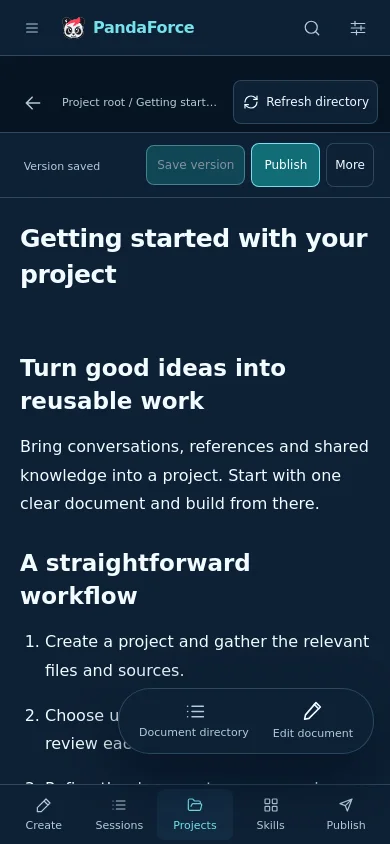 PandaForce
Project root / Getting start...
Refresh directory
Version saved
Save version
Publish
More
Getting started with your
project
Turn good ideas into
reusable work
Bring conversations, references and shared
knowledge into a project. Start with one
clear document and build from there.
A straightforward
workflow
1. Create a project and gather the relevant
files and sources.
2. Choose
review
Document directory
Edit document
Create
Sessions
Projects
Skills
Publish